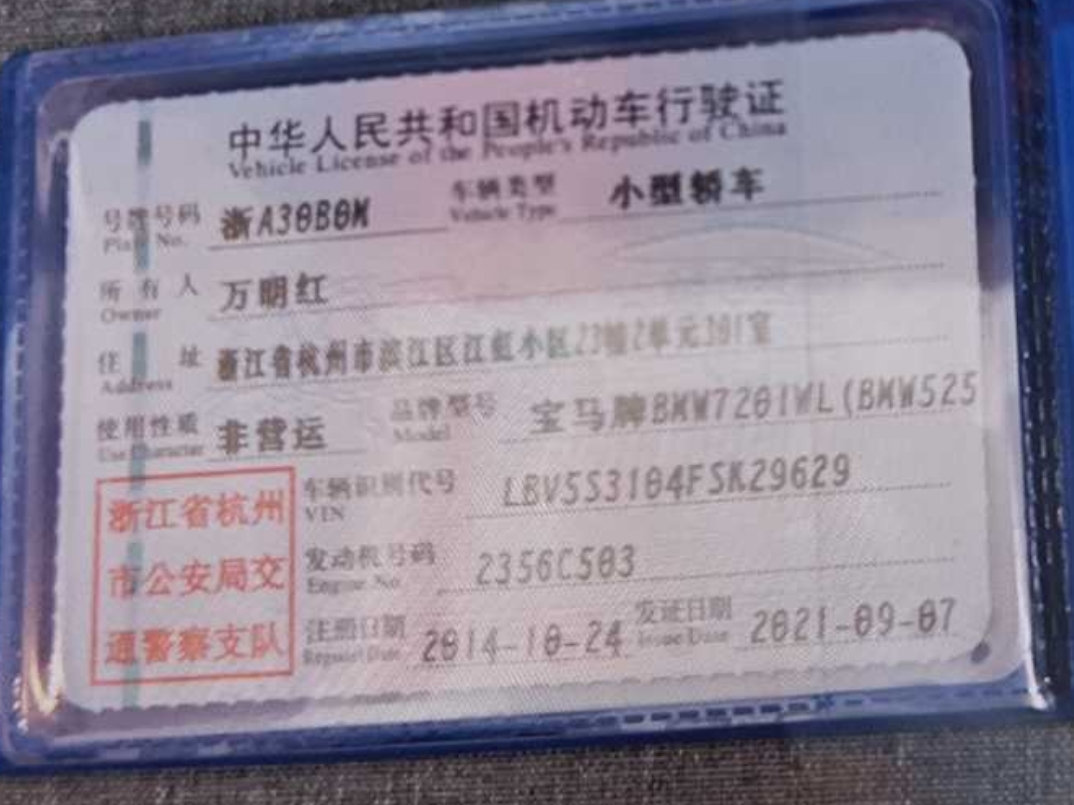 中华人民共和国机动车行驶证
Vehicle License of the People's Republic of China
号牌号码 浙A30B0M 车辆类型 小型轿车
Plate No. Vehicle Type
所有人 万明红
Owner
住址 浙江省杭州市滨江区江虹小区23幢2单元301室
Address
使用性质 非营运 品牌型号 宝马牌BMW7201WL(BMW525
Use Character Model
浙江省杭州
市公安局交
通警察支队
车辆识别代号 LBV5S3104FSK29629
VIN
发动机号码 2356C503
Engine No.
注册日期 2014-10-24 发证日期 2021-09-07
Register Date Issue Date